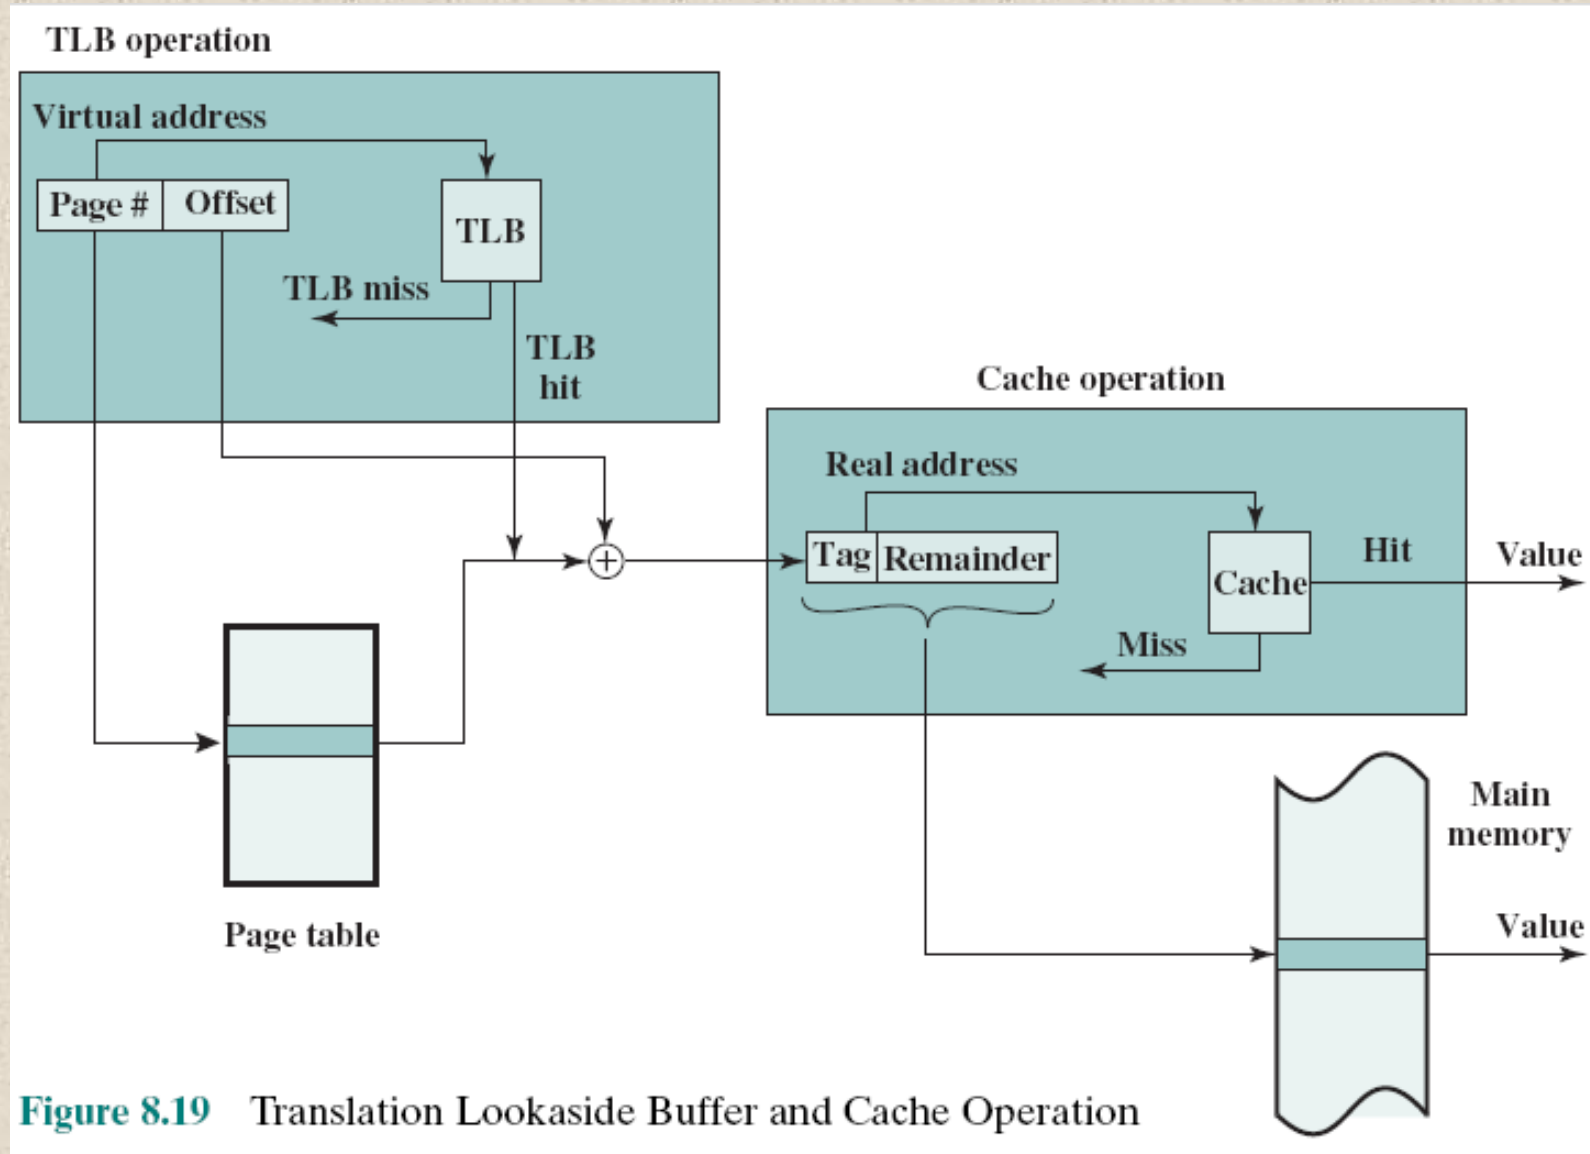 TLB operation
Virtual address
Page #
Offset
TLB
TLB miss
TLB
hit
Cache operation
Real address
Tag
Remainder
Cache
Hit
Value
Miss
Page table
+
Main
memory
Value
Figure 8.19 Translation Lookaside Buffer and Cache Operation